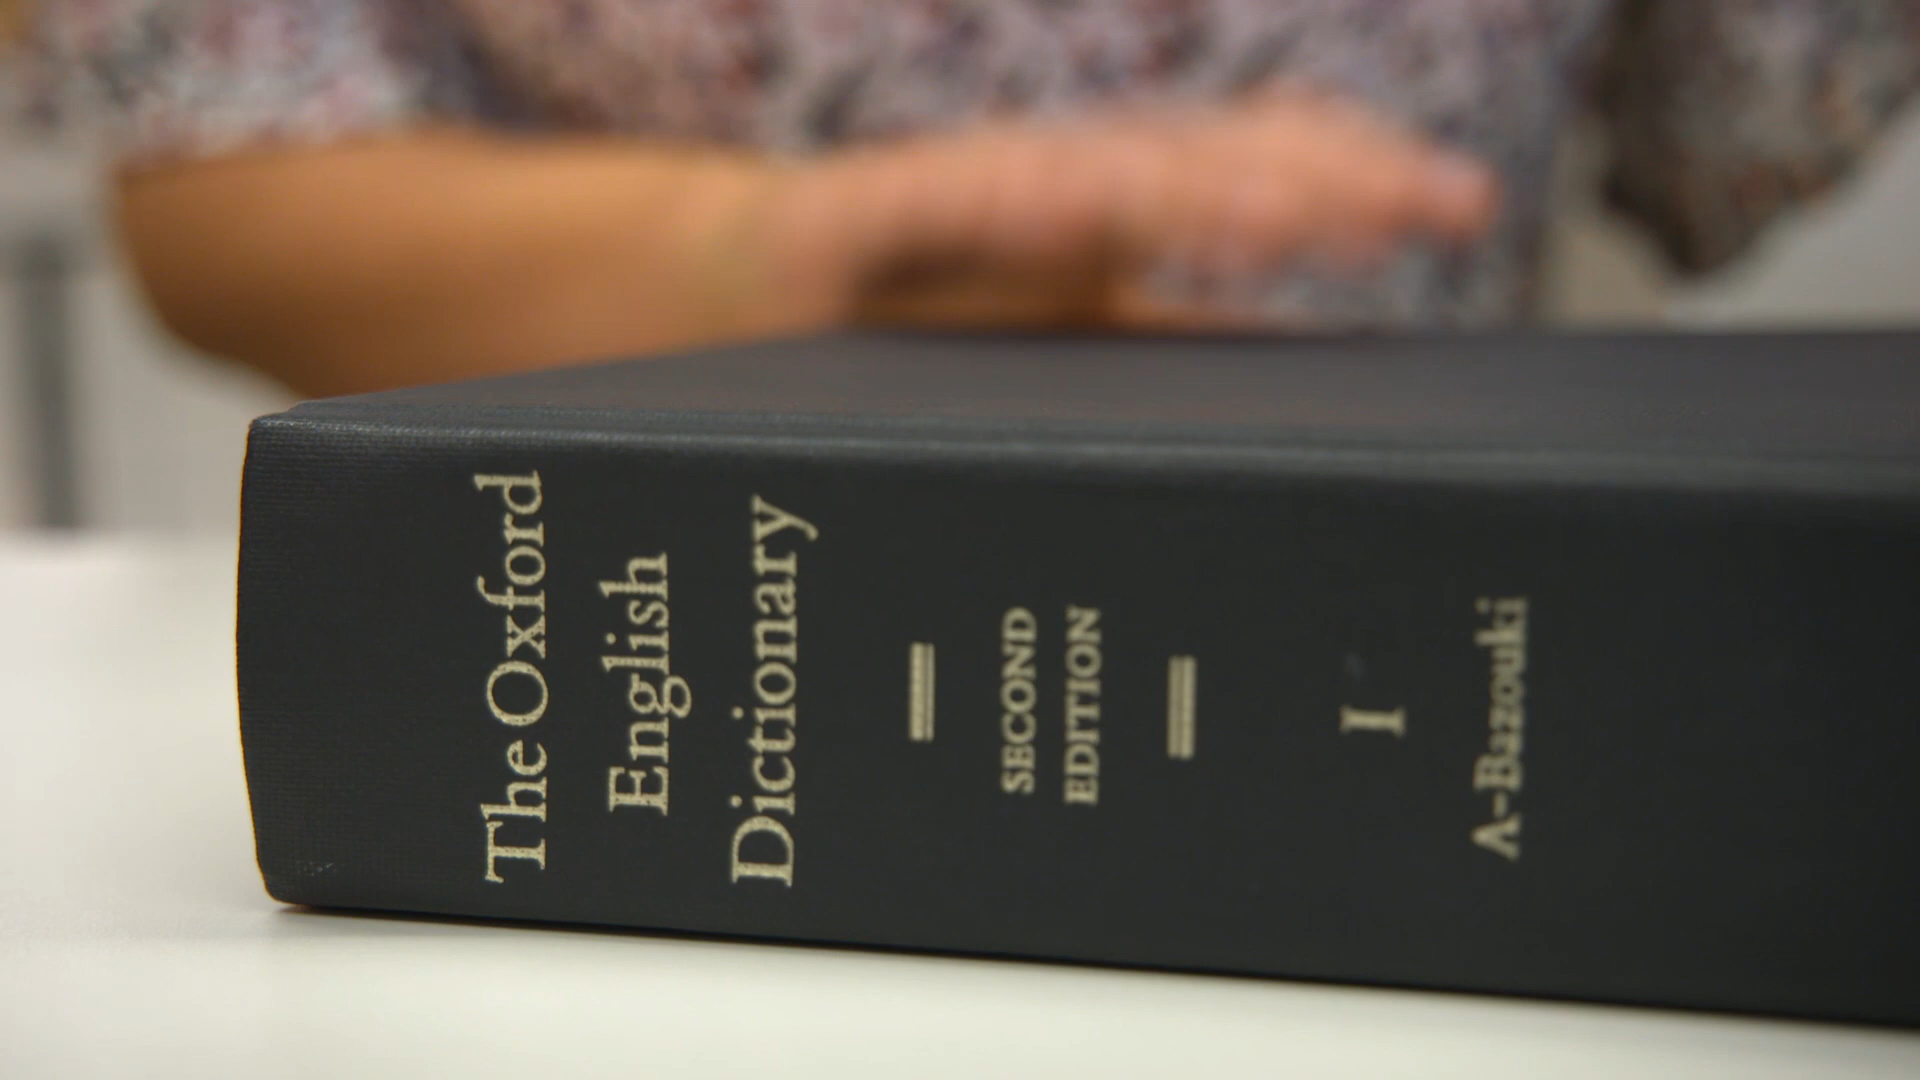 The Oxford
English
Dictionary
SECOND
EDITION
I
A-Bazouki